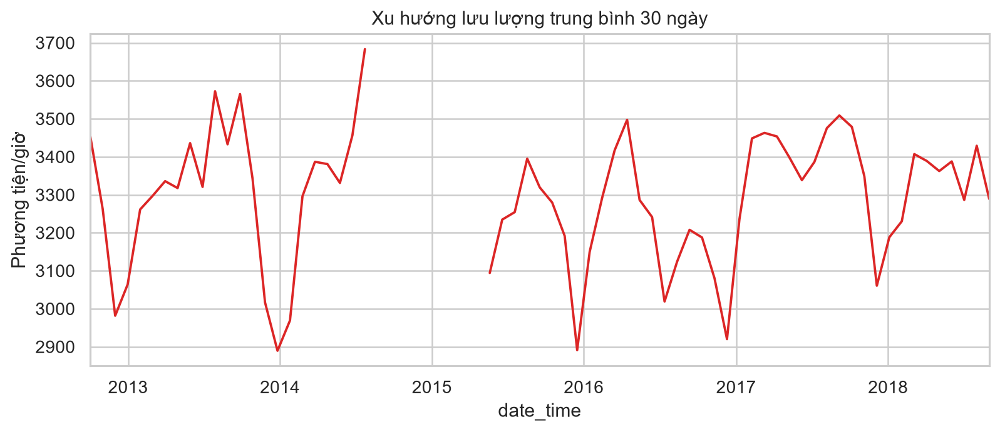 Xu hướng lưu lượng trung bình 30 ngày
Phương tiện/giờ
3700
3600
3500
3400
3300
3200
3100
3000
2900
2013 2014 2015 2016 2017 2018
date_time